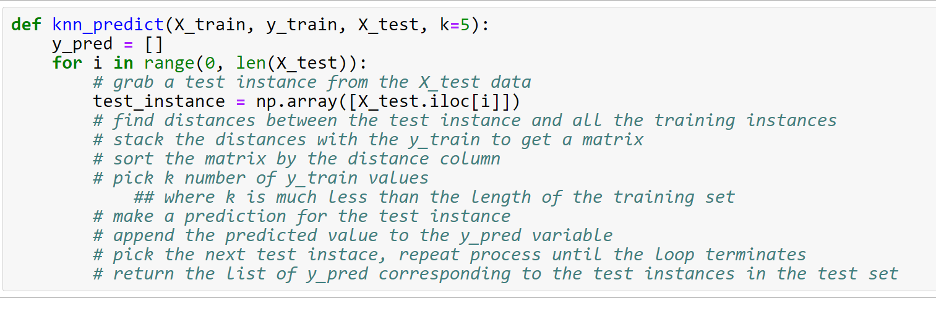 def knn_predict(X_train, y_train, X_test, k=5):
    y_pred = []
    for i in range(0, len(X_test)):
        # grab a test instance from the X_test data
        test_instance = np.array([X_test.iloc[i]])
        # find distances between the test instance and all the training instances
        # stack the distances with the y_train to get a matrix
        # sort the matrix by the distance column
        # pick k number of y_train values
            ## where k is much less than the length of the training set
        # make a prediction for the test instance
        # append the predicted value to the y_pred variable
        # pick the next test instace, repeat process until the loop terminates
        # return the list of y_pred corresponding to the test instances in the test set